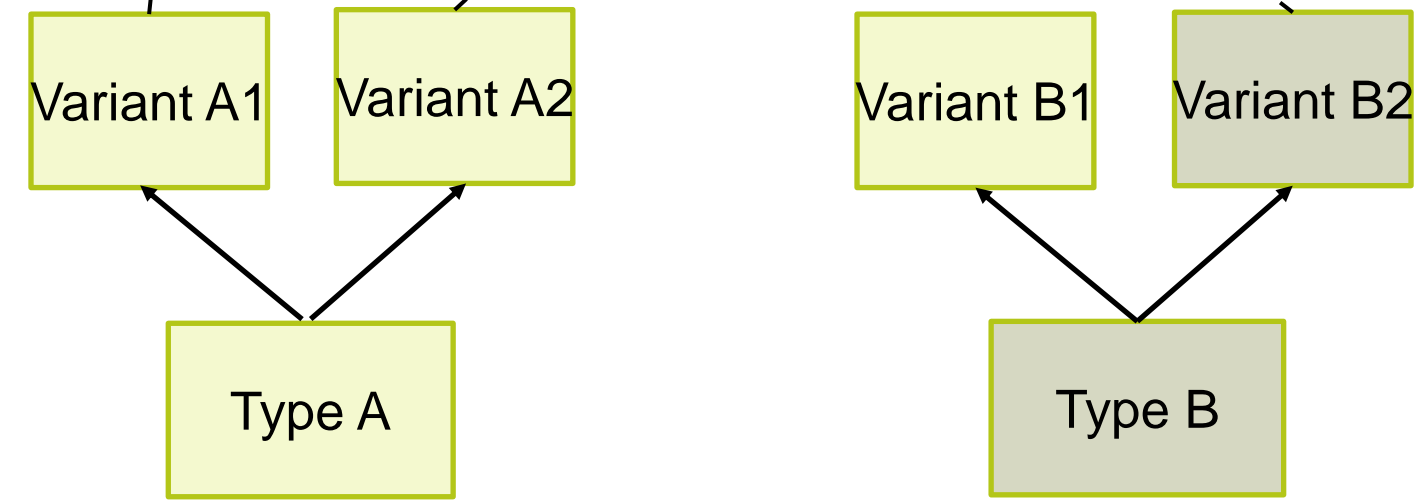 Variant A1
Variant A2
Variant B1
Variant B2
Type A
Type B